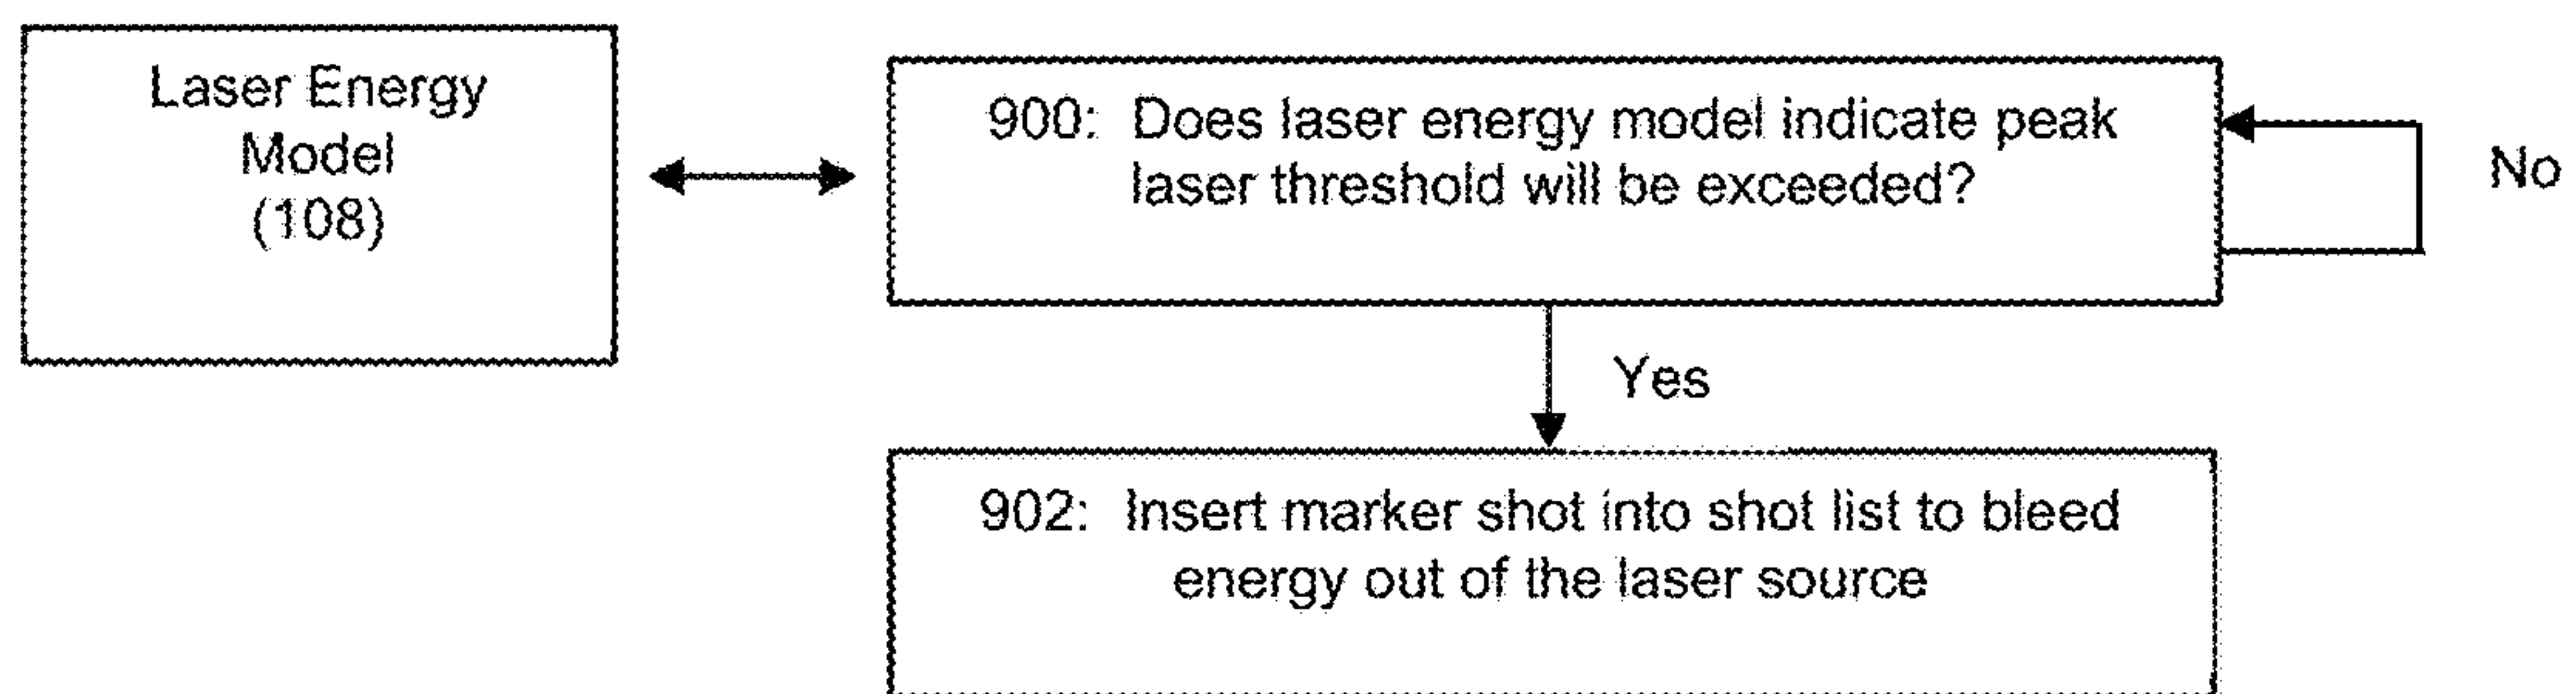 Laser Energy
Model
(108)
900: Does laser energy model indicate peak
laser threshold will be exceeded?
No
Yes
902: Insert marker shot into shot list to bleed
energy out of the laser source